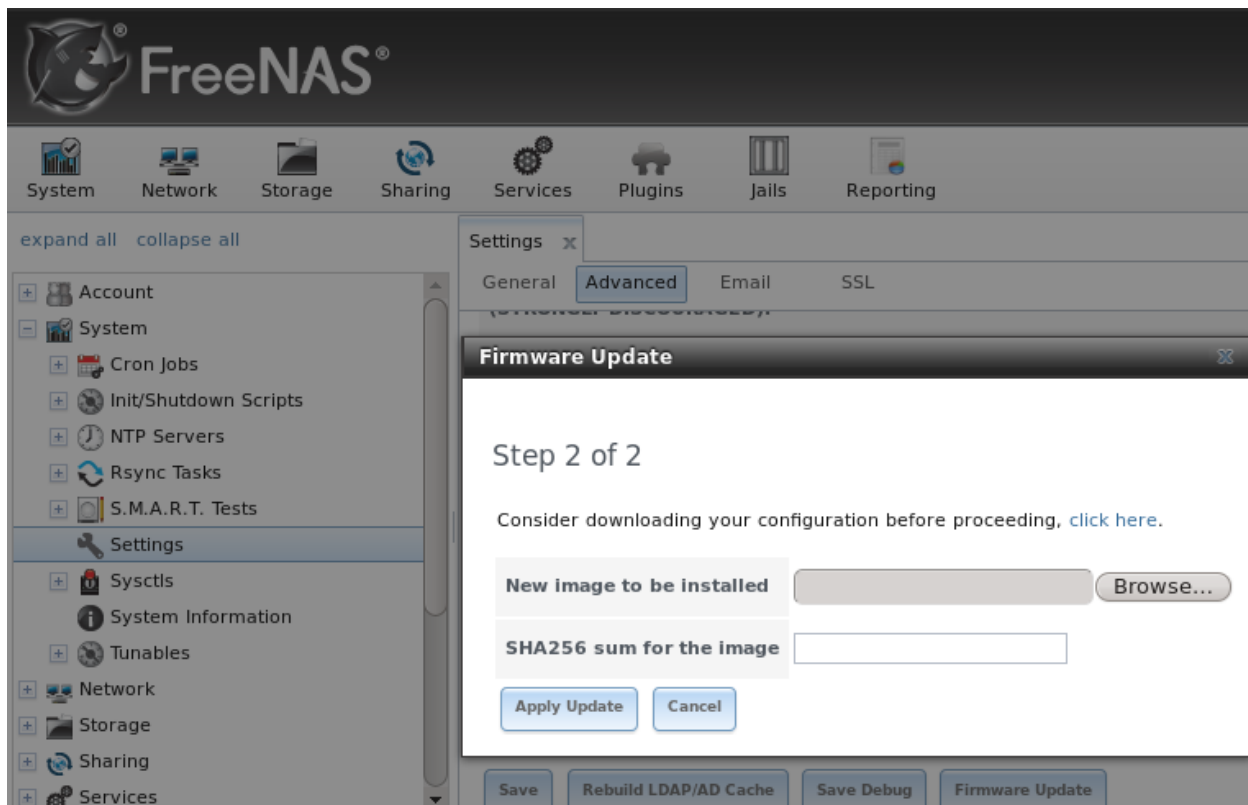 FreeNAS®
System Network Storage Sharing Services Plugins Jails Reporting
expand all collapse all
Account
System
Cron Jobs
Init/Shutdown Scripts
NTP Servers
Rsync Tasks
S.M.A.R.T. Tests
Settings
Sysctls
System Information
Tunables
Network
Storage
Sharing
Services
Settings x
General Advanced Email SSL
(STRONGLY DISCOURAGED):
Firmware Update
Step 2 of 2
Consider downloading your configuration before proceeding, click here.
New image to be installed Browse...
SHA256 sum for the image
Apply Update Cancel
Save Rebuild LDAP/AD Cache Save Debug Firmware Update